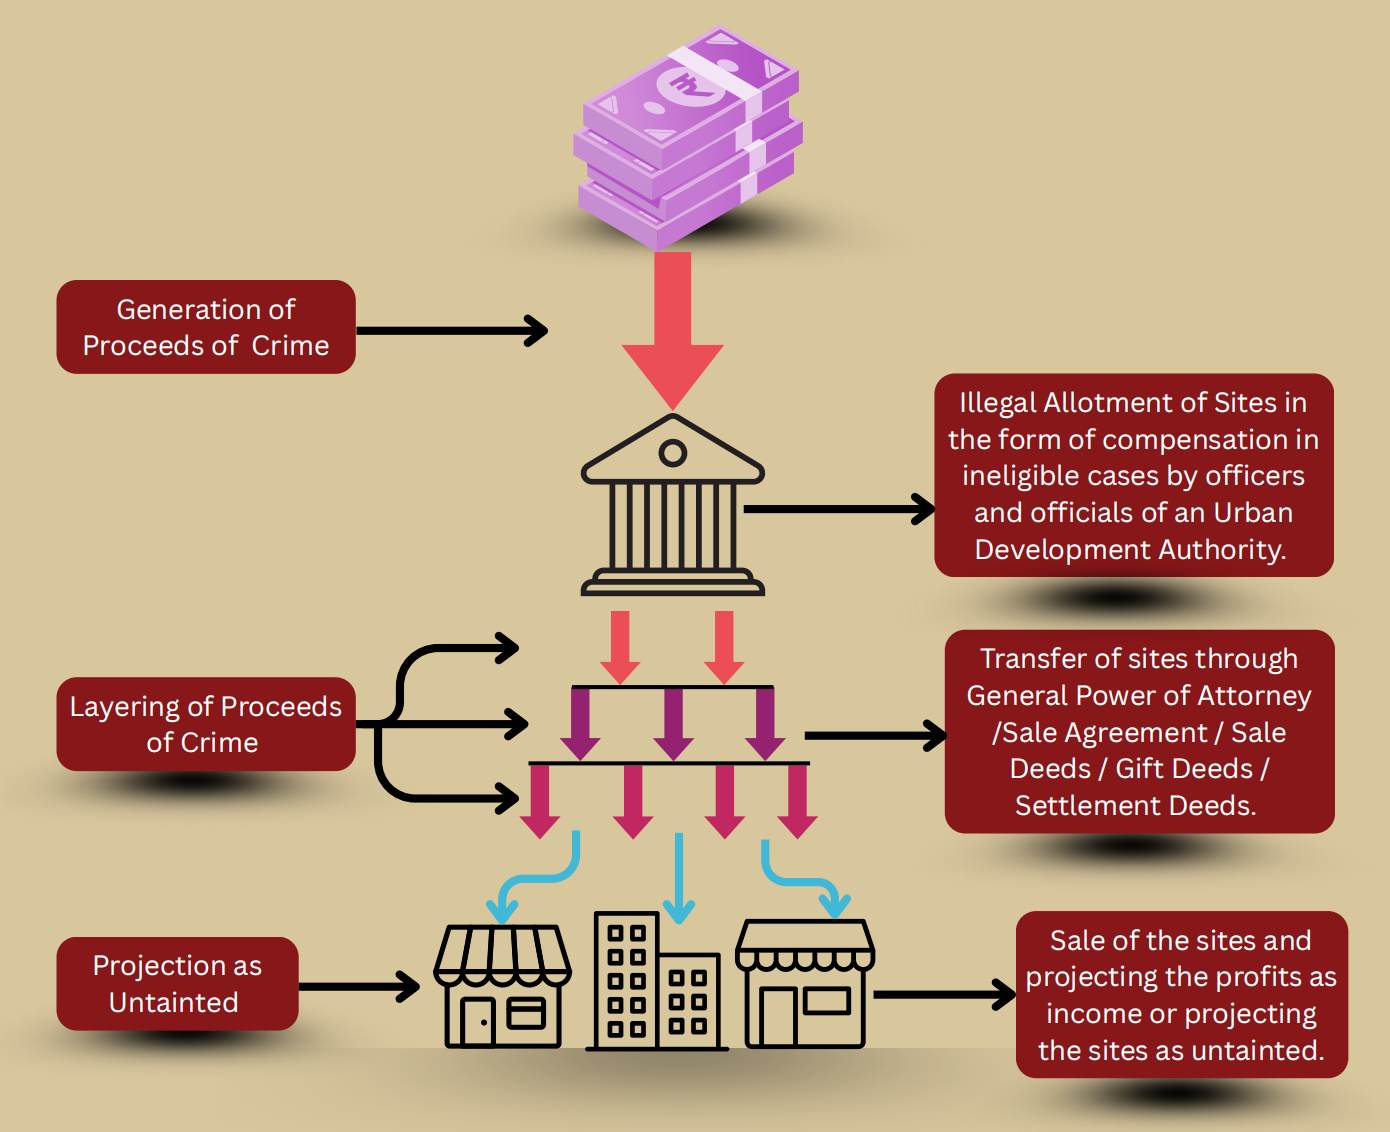 Generation of
Proceeds of Crime
Illegal Allotment of Sites in
the form of compensation in
ineligible cases by officers
and officials of an Urban
Development Authority.
Layering of Proceeds
of Crime
Transfer of sites through
General Power of Attorney
/Sale Agreement / Sale
Deeds / Gift Deeds /
Settlement Deeds.
Projection as
Untainted
Sale of the sites and
projecting the profits as
income or projecting
the sites as untainted.